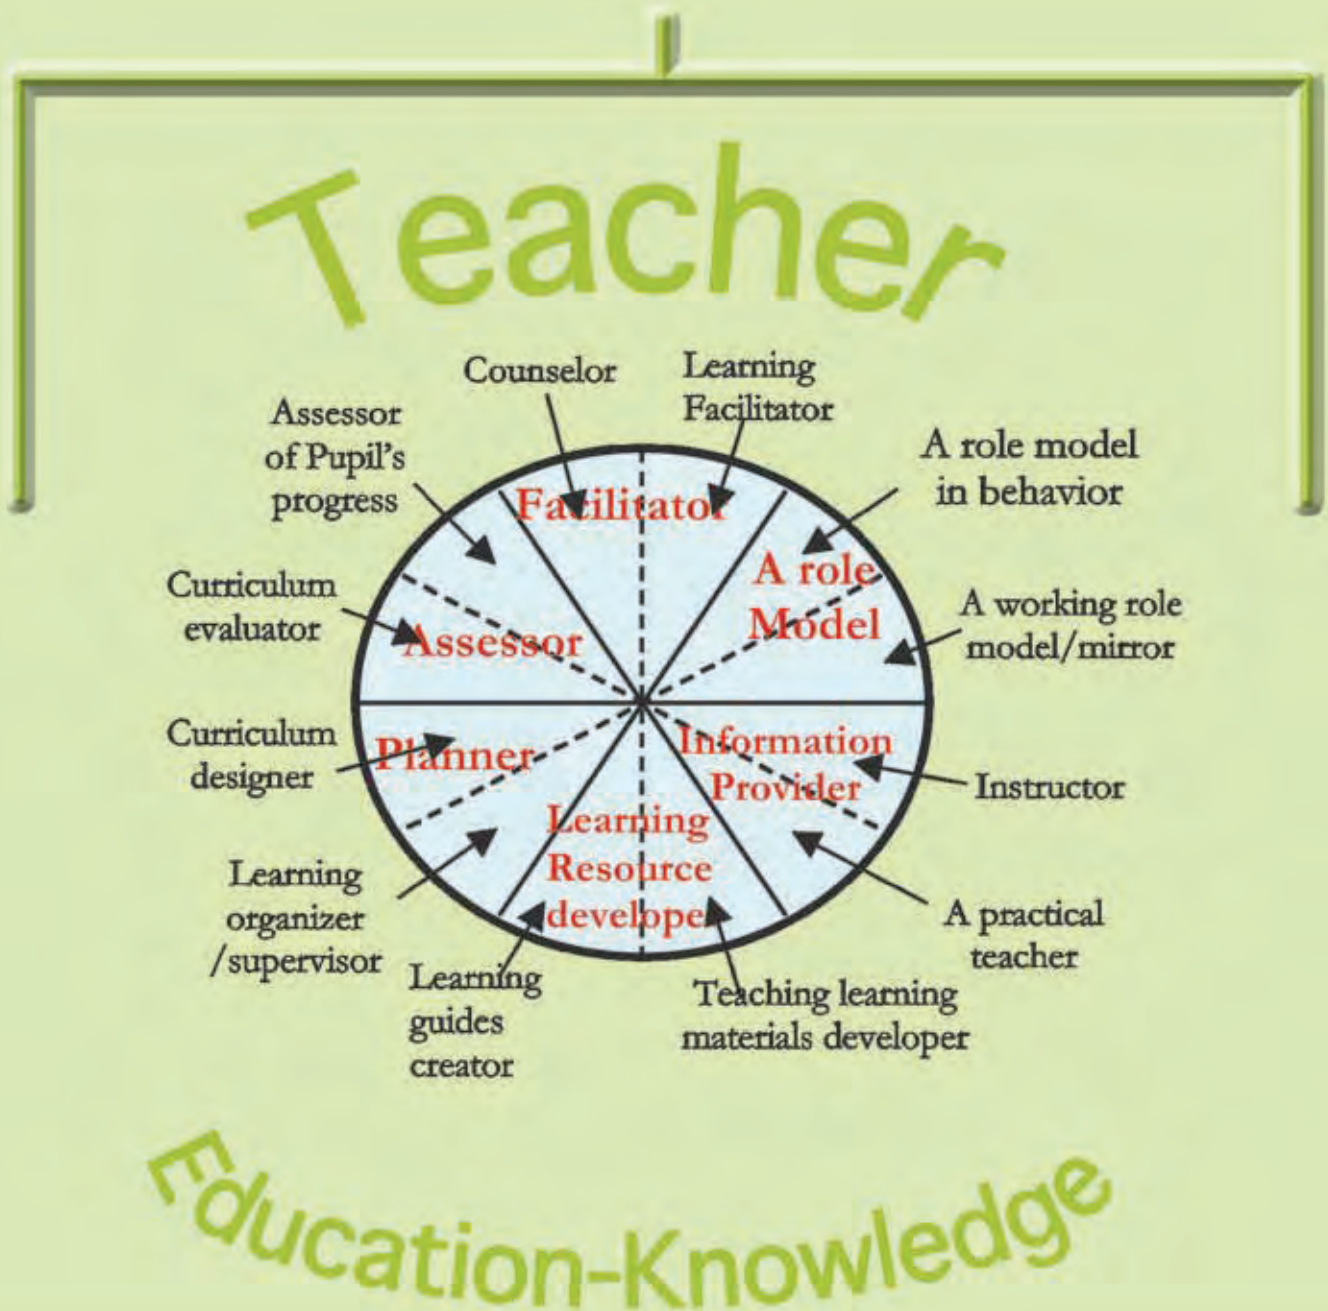 Teacher
Counselor
Learning
Facilitator
Assessor
of Pupil's
progress
A role model
in behavior
Facilitator
A role
Model
Curriculum
evaluator
A working role
model/mirror
Assessor
Curriculum
designer
Planner
Information
Provider
Instructor
Learning
Resource
develope
Learning
organizer
/supervisor
A practical
teacher
Learning
guides
creator
Teaching learning
materials developer
Education-Knowledge